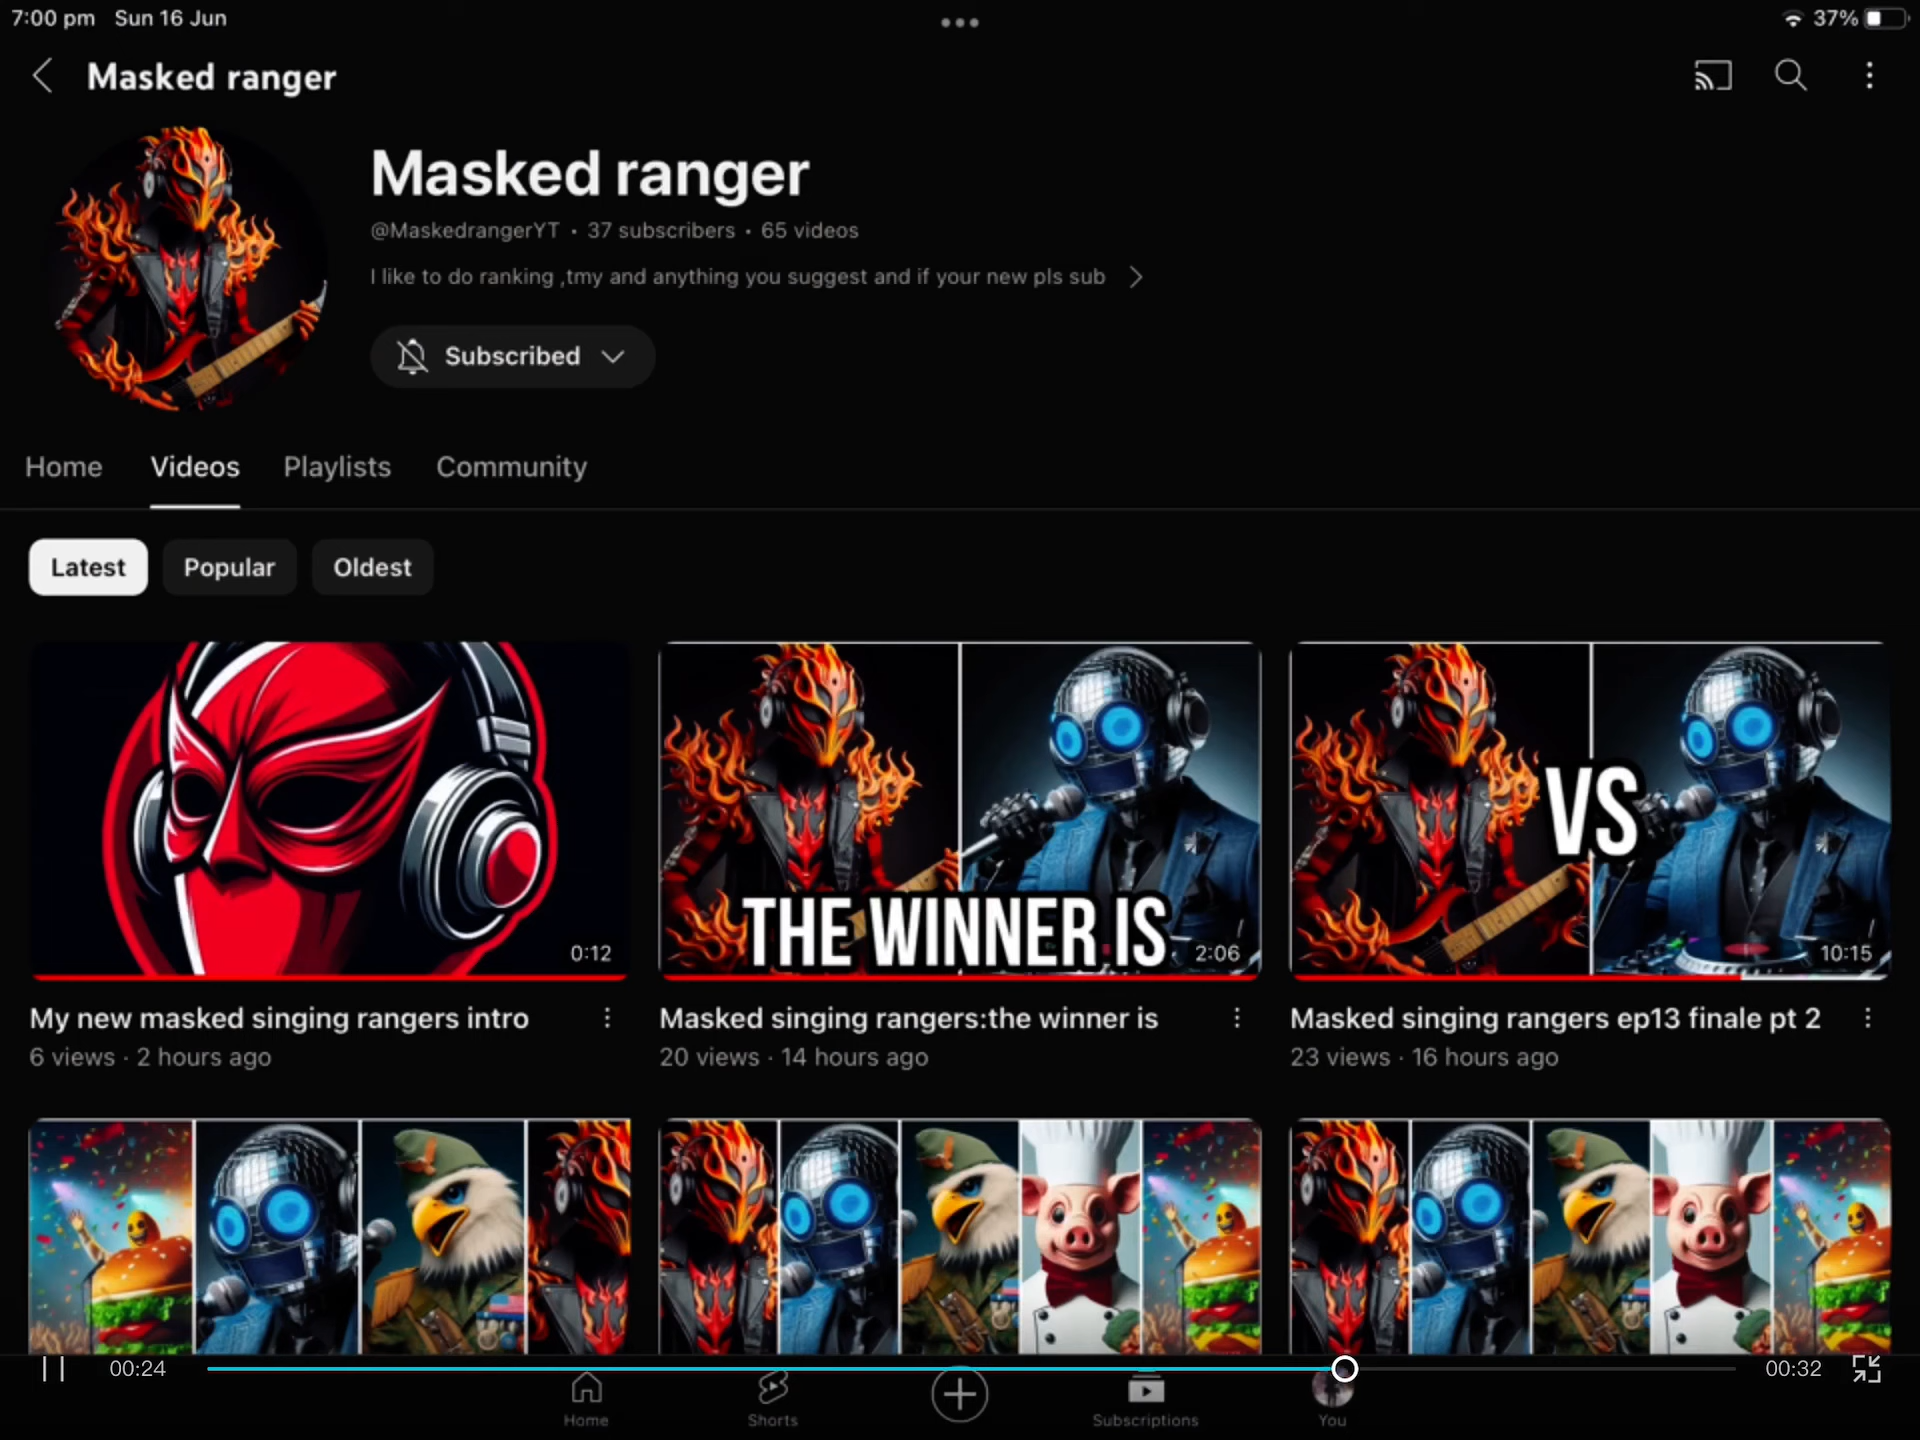 7:00 pm Sun 16 Jun
37%
Masked ranger
Masked ranger
@MaskedrangerYT • 37 subscribers • 65 videos
I like to do ranking ,tmy and anything you suggest and if your new pls sub
Subscribed
Home Videos Playlists Community
Latest Popular Oldest
0:12
THE WINNER IS
2:06
VS
10:15
My new masked singing rangers intro
6 views · 2 hours ago
Masked singing rangers:the winner is
20 views · 14 hours ago
Masked singing rangers ep13 finale pt 2
23 views · 16 hours ago
00:24
00:32
Home Shorts Subscriptions You